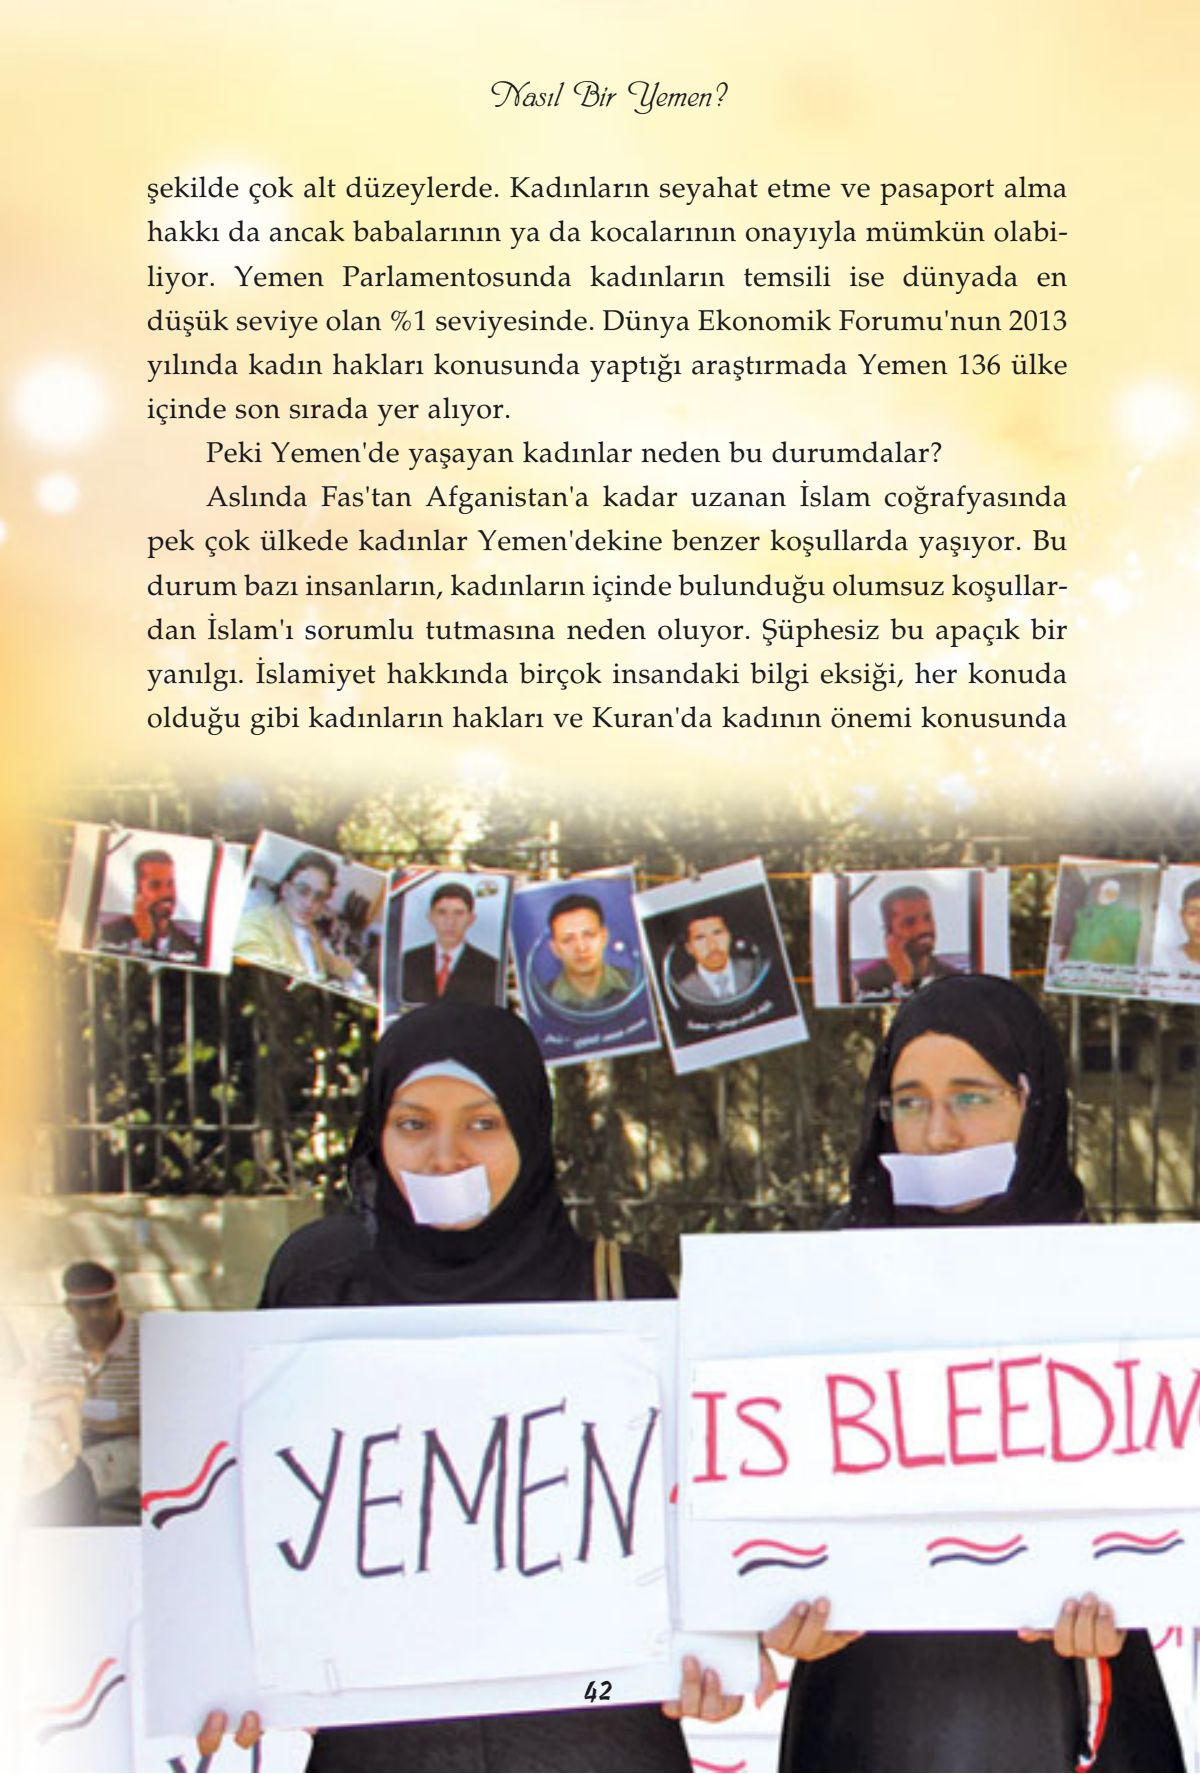 Nasıl Bir Yemen?
şekilde çok alt düzeylerde. Kadınların seyahat etme ve pasaport alma
hakkı da ancak babalarının ya da kocalarının onayıyla mümkün olabi-
liyor. Yemen Parlamentosunda kadınların temsili ise dünyada en
düşük seviye olan %1 seviyesinde. Dünya Ekonomik Forumu'nun 2013
yılında kadın hakları konusunda yaptığı araştırmada Yemen 136 ülke
içinde son sırada yer alıyor.
Peki Yemen'de yaşayan kadınlar neden bu durumdalar?
Aslında Fas'tan Afganistan'a kadar uzanan İslam coğrafyasında
pek çok ülkede kadınlar Yemen'dekine benzer koşullarda yaşıyor. Bu
durum bazı insanların, kadınların içinde bulunduğu olumsuz koşullar-
dan İslam'ı sorumlu tutmasına neden oluyor. Şüphesiz bu apaçık bir
yanılgı. İslamiyet hakkında birçok insandaki bilgi eksiği, her konuda
olduğu gibi kadınların hakları ve Kuran'da kadının önemi konusunda
YEMEN
IS BLEEDIN
42